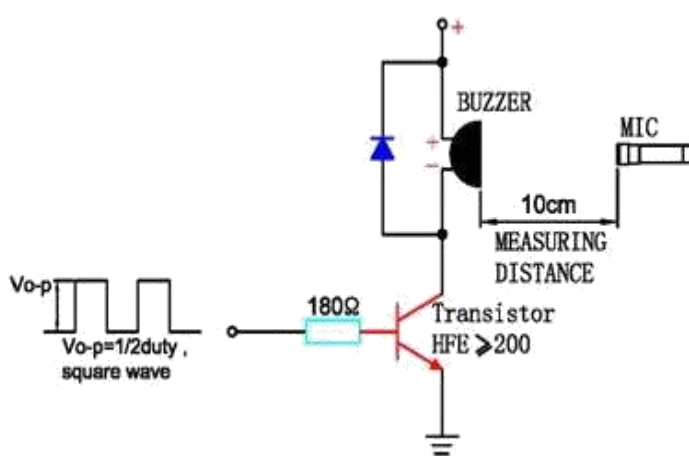 +
BUZZER
+
−
MIC
10cm
MEASURING
DISTANCE
Vo-p
180Ω
Transistor
HFE ⩾200
Vo-p=1/2duty ,
square wave